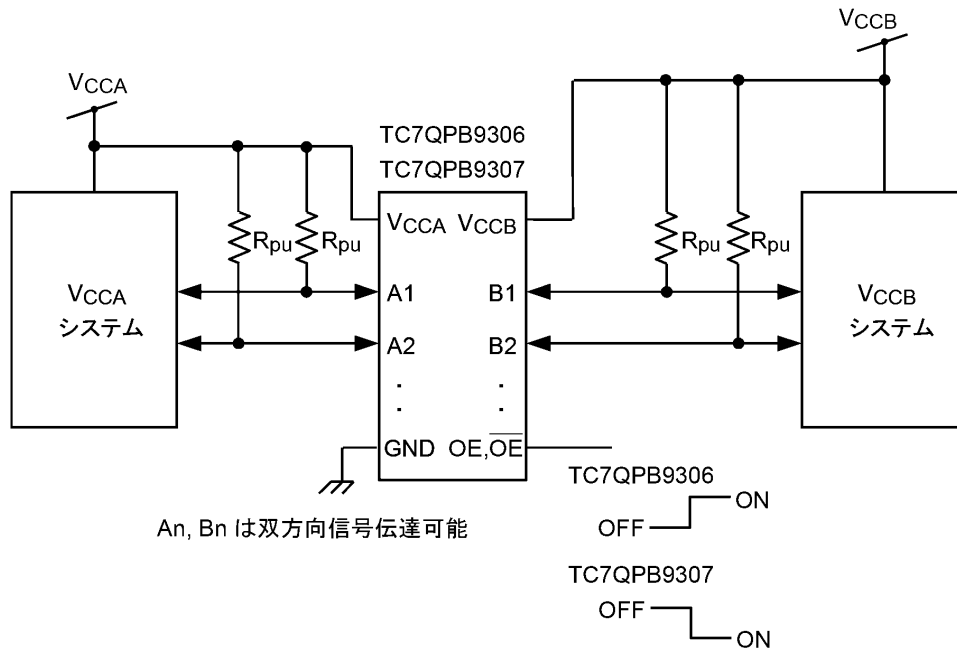 VCCB
VCCA
TC7QPB9306
TC7QPB9307
VCCA VCCB
Rpu Rpu
Rpu Rpu
VCCA
システム
A1 B1
A2 B2
VCCB
システム
GND OE,OE
TC7QPB9306
OFF ON
An, Bn は双方向信号伝達可能
TC7QPB9307
OFF ON